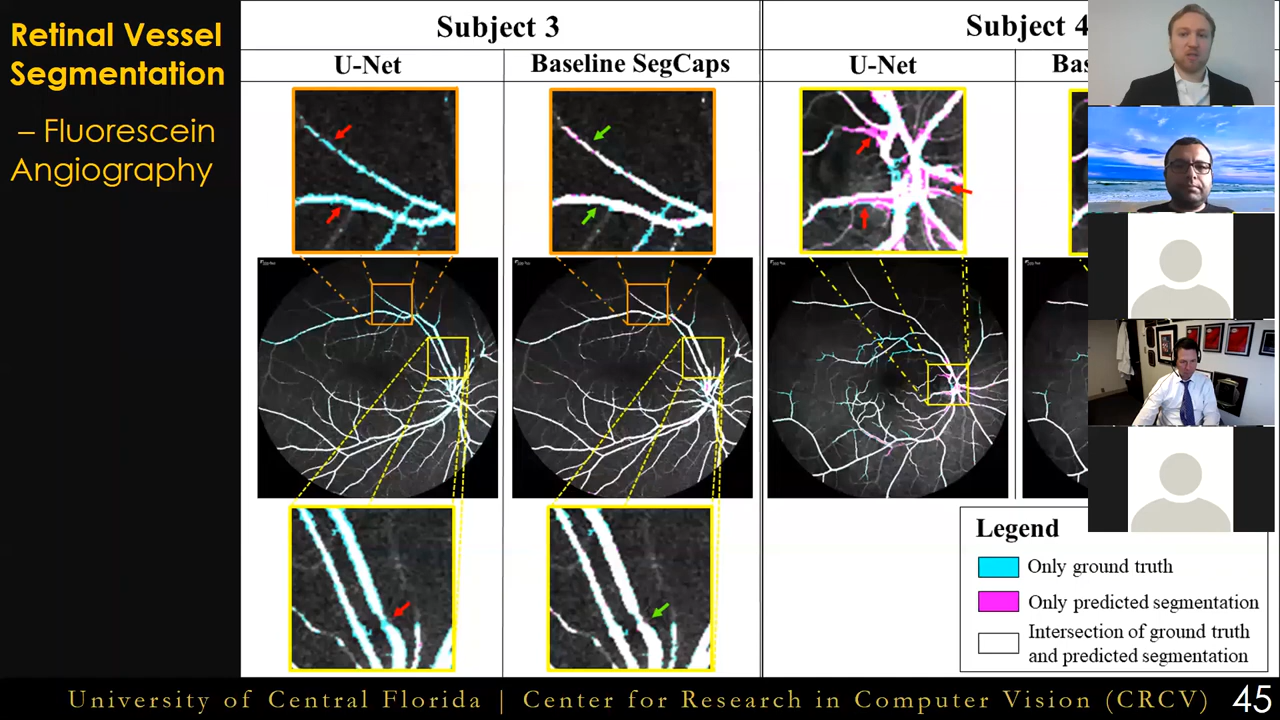 Retinal Vessel
Segmentation
– Fluorescein
Angiography
Subject 3
Subject 4
U-Net
Baseline SegCaps
U-Net
Bas
Legend
Only ground truth
Only predicted segmentation
Intersection of ground truth
and predicted segmentation
University of Central Florida | Center for Research in Computer Vision (CRCV)
45